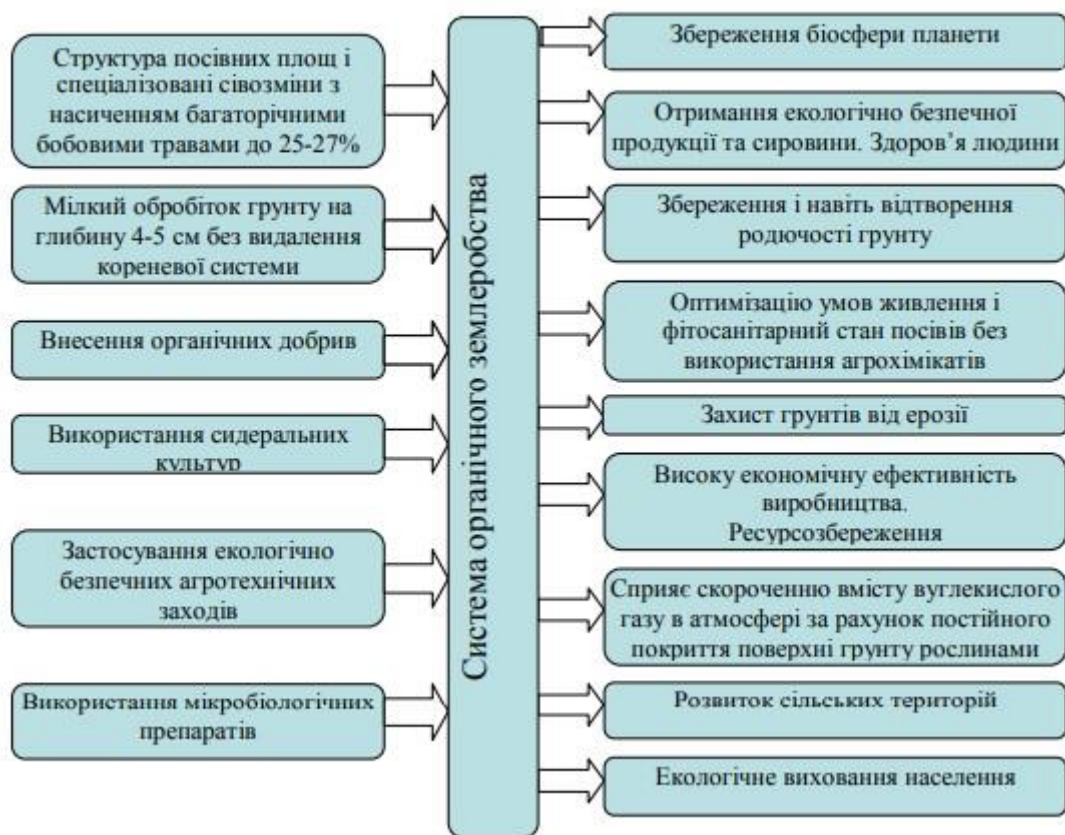 Структура посівних площ і
спеціалізовані сівозміни з
насиченням багаторічними
бобовими травами до 25-27%
Мілкий обробіток грунту на
глибину 4-5 см без видалення
кореневої системи
Внесення органічних добрив
Використання сидеральних
культур
Застосування екологічно
безпечних агротехнічних
заходів
Використання мікробіологічних
препаратів
Система органічного землеробства
Збереження біосфери планети
Отримання екологічно безпечної
продукції та сировини. Здоров’я людини
Збереження і навіть відтворення
родючості грунту
Оптимізацію умов живлення і
фітосанітарний стан посівів без
використання агрохімікатів
Захист грунтів від ерозії
Високу економічну ефективність
виробництва.
Ресурсозбереження
Сприяє скороченню вмісту вуглекислого
газу в атмосфері за рахунок постійного
покриття поверхні грунту рослинами
Розвиток сільських територій
Екологічне виховання населення